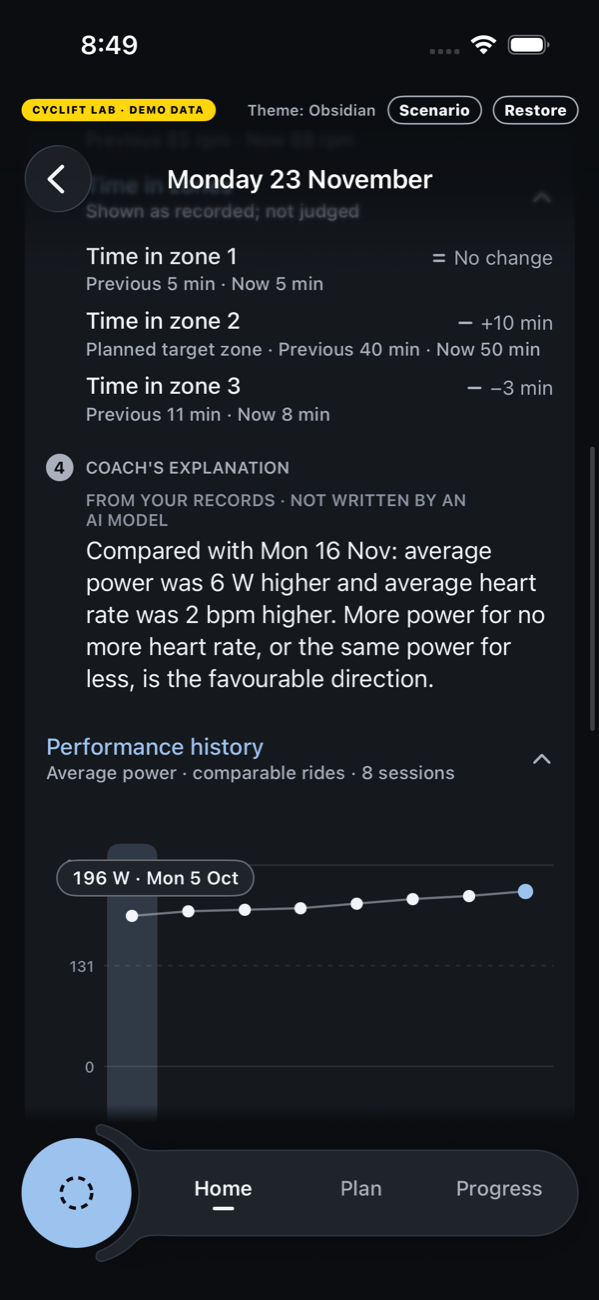 8:49
CYCLIFT LAB · DEMO DATA
Theme: Obsidian
Scenario
Restore
Monday 23 November
Shown as recorded; not judged
Time in zone 1
= No change
Previous 5 min · Now 5 min
Time in zone 2
– +10 min
Planned target zone · Previous 40 min · Now 50 min
Time in zone 3
– −3 min
Previous 11 min · Now 8 min
4 COACH'S EXPLANATION
FROM YOUR RECORDS · NOT WRITTEN BY AN
AI MODEL
Compared with Mon 16 Nov: average
power was 6 W higher and average heart
rate was 2 bpm higher. More power for no
more heart rate, or the same power for
less, is the favourable direction.
Performance history
Average power · comparable rides · 8 sessions
196 W · Mon 5 Oct
131
0
Home
Plan
Progress